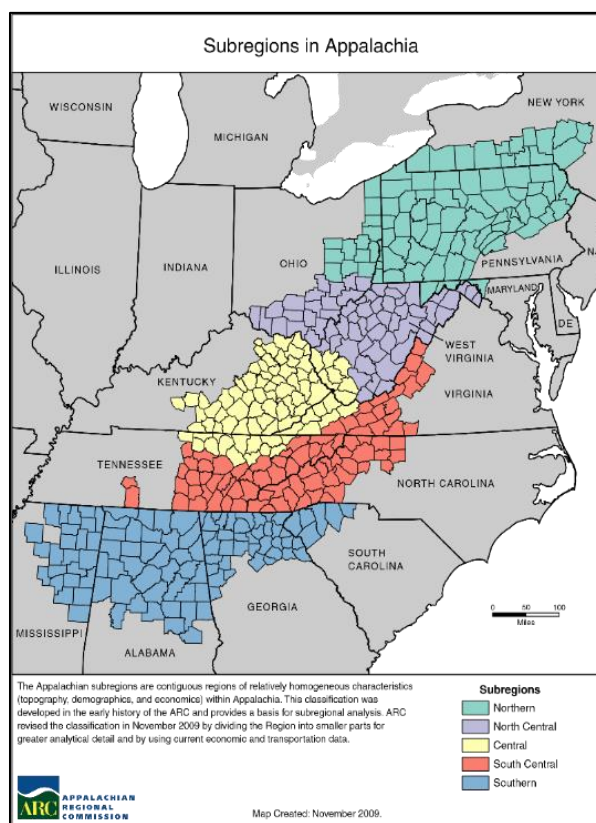 Subregions in Appalachia
WISCONSIN
NEW YORK
MICHIGAN
OHIO
PENNSYLVANIA
ILLINOIS
INDIANA
MARYLAND
DE
WEST
VIRGINIA
KENTUCKY
VIRGINIA
TENNESSEE
NORTH CAROLINA
SOUTH
CAROLINA
GEORGIA
MISSISSIPPI
ALABAMA
0 50 100
Miles
The Appalachian subregions are contiguous regions of relatively homogeneous characteristics
(topography, demographics, and economics) within Appalachia. This classification was
developed in the early history of the ARC and provides a basis for subregional analysis. ARC
revised the classification in November 2009 by dividing the Region into smaller parts for
greater analytical detail and by using current economic and transportation data.
Subregions
Northern
North Central
Central
South Central
Southern
ARC
APPALACHIAN
REGIONAL
COMMISSION
Map Created: November 2009.